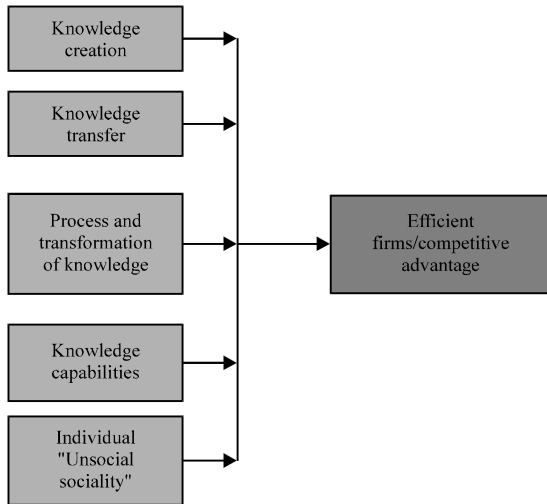 Knowledge
creation
Knowledge
transfer
Process and
transformation
of knowledge
Efficient
firms/competitive
advantage
Knowledge
capabilities
Individual
"Unsocial
sociality"